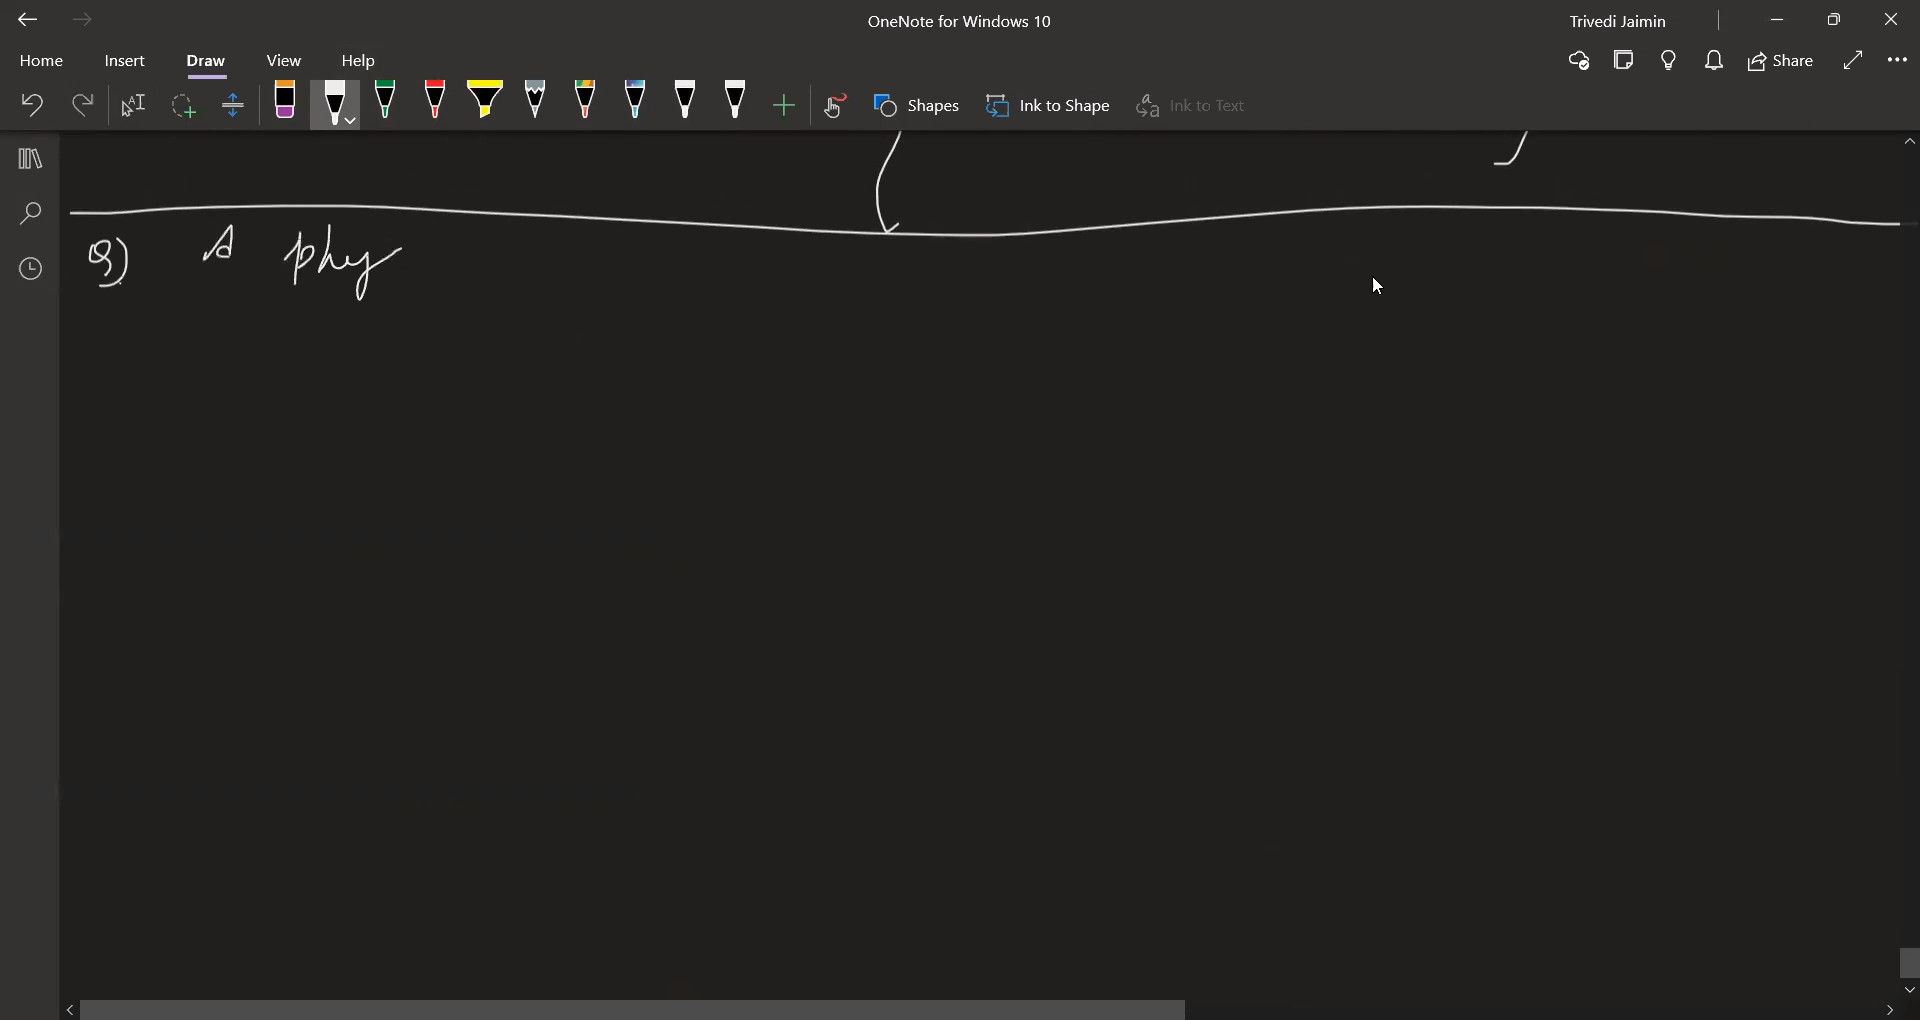 OneNote for Windows 10
Trivedi Jaimin
Home Insert Draw View Help
Share
Shapes Ink to Shape Ink to Text
Q) A phy